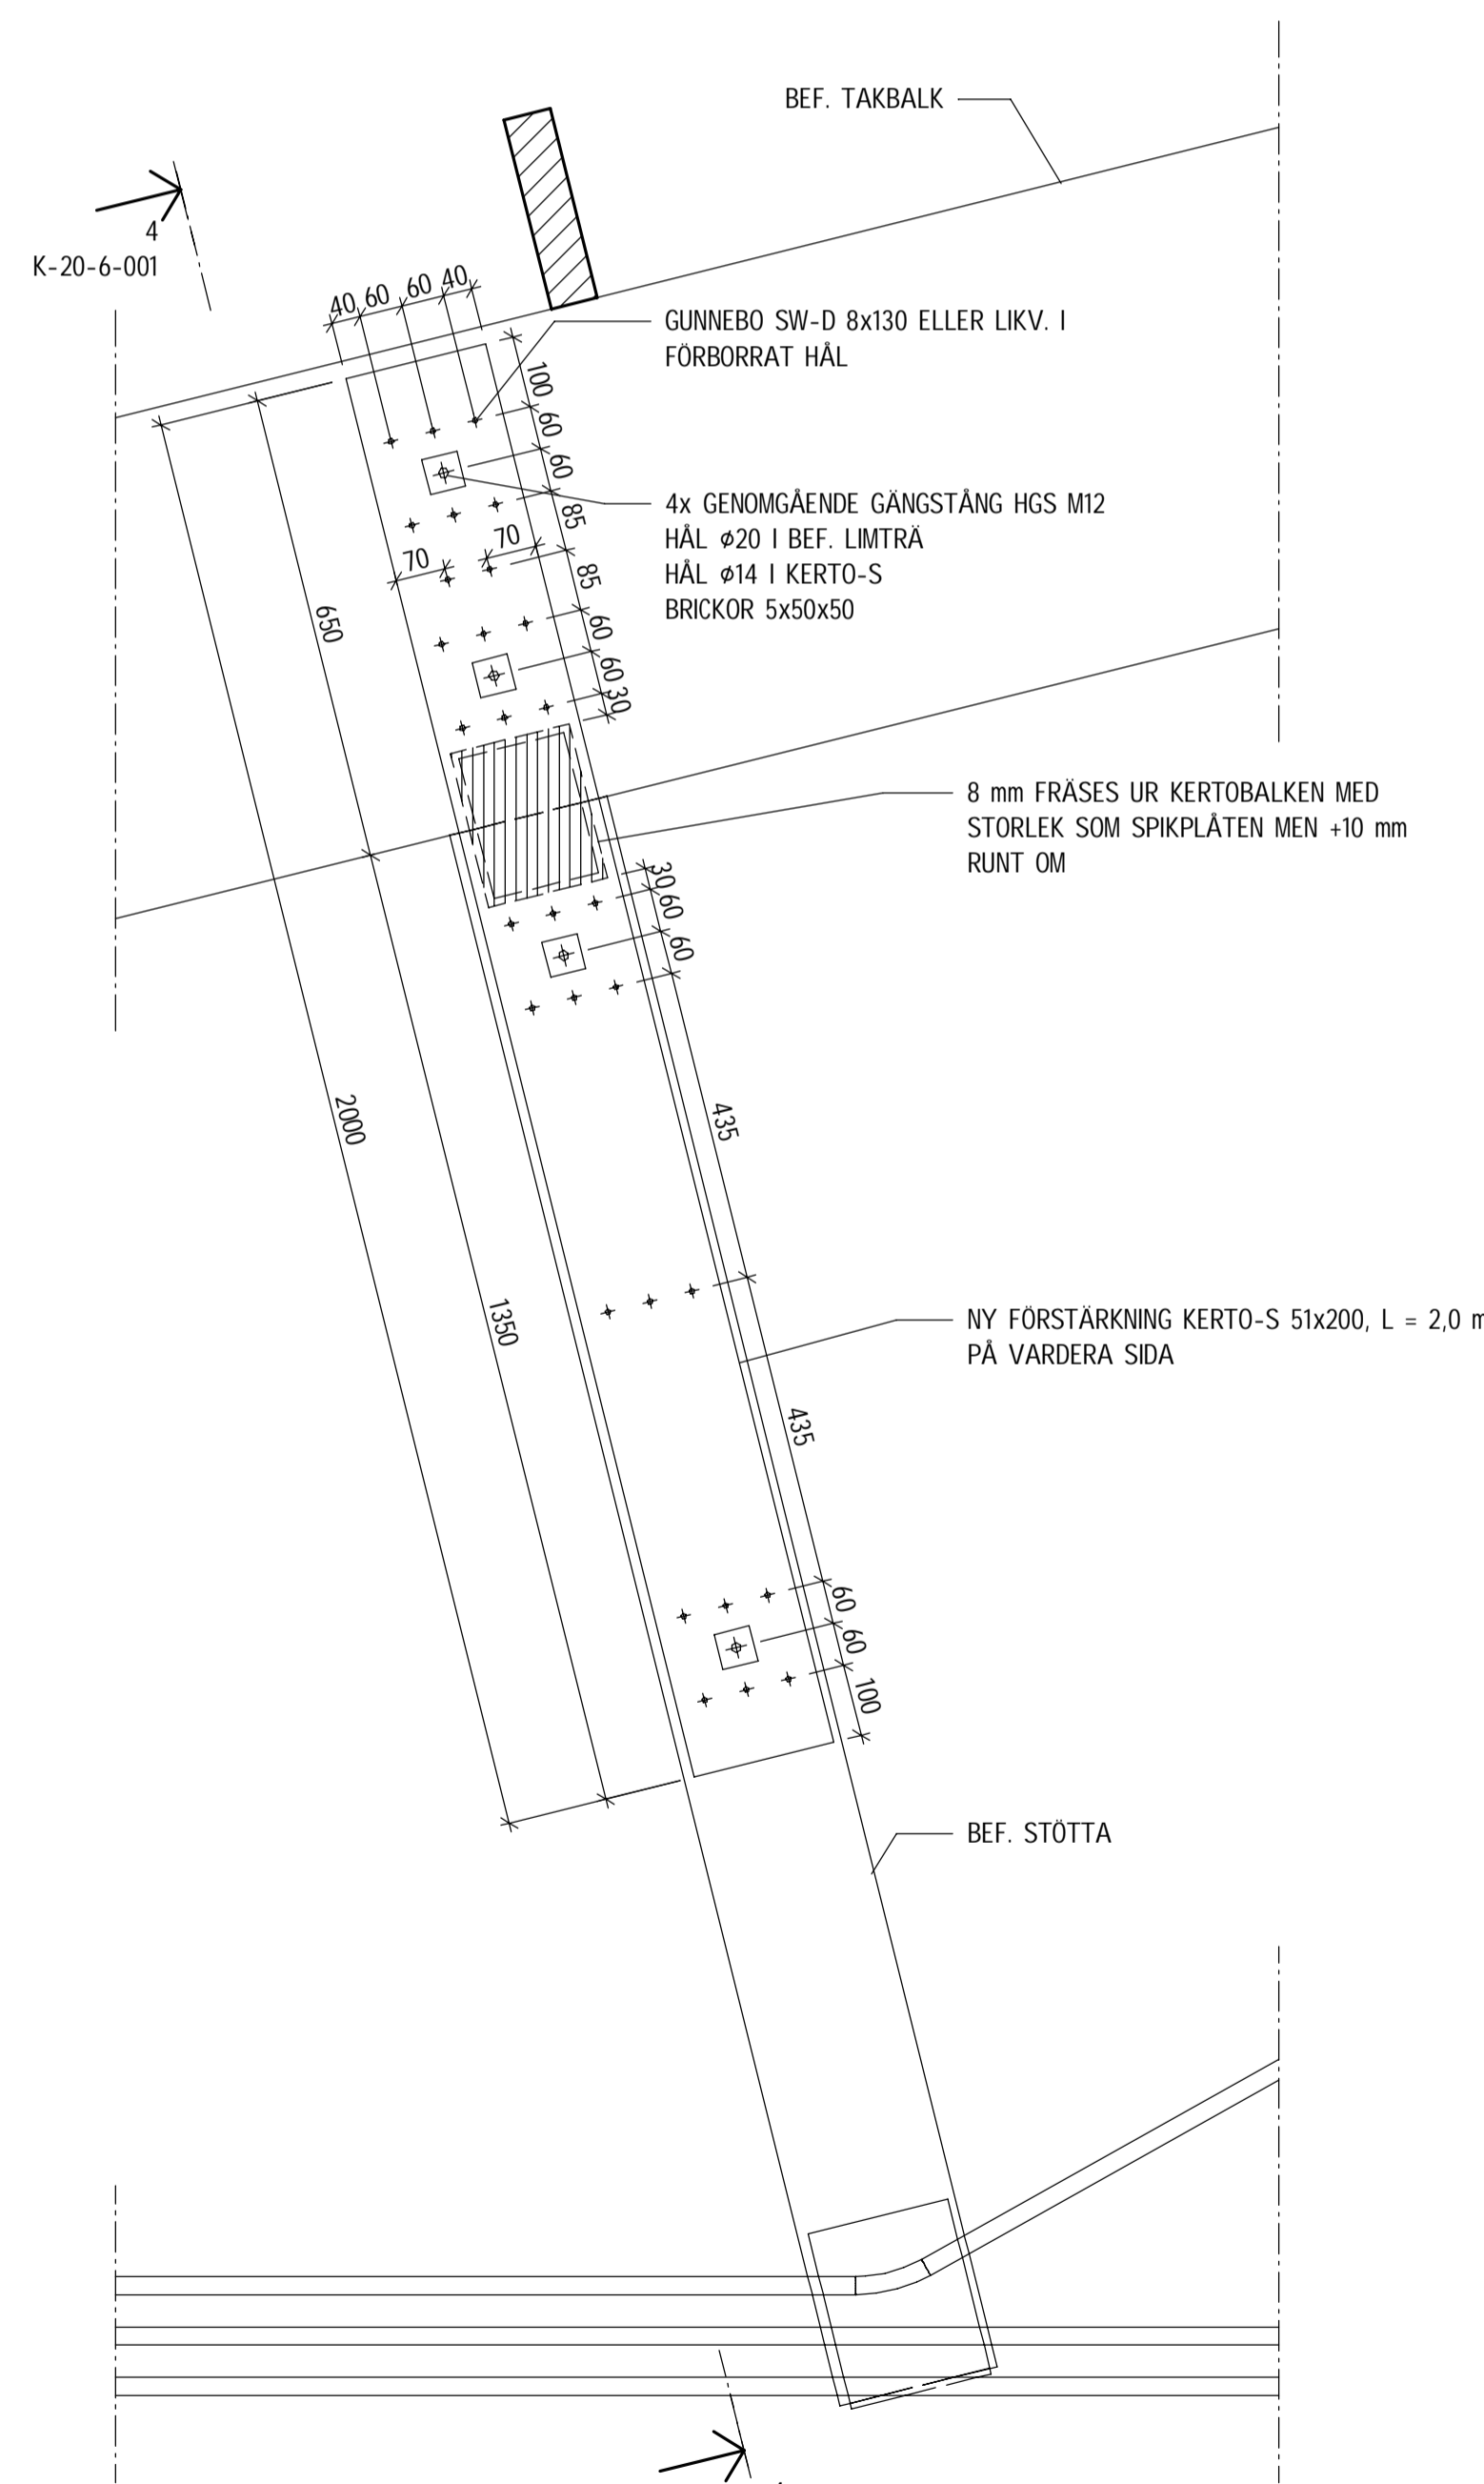 BEF. TAKBALK
4
K-20-6-001
40 60 60 40
GUNNEBO SW-D 8x130 ELLER LIKV. I
FÖRBORRAT HÅL
100
60
60
4x GENOMGÅENDE GÄNGSTÅNG HGS M12
HÅL ø20 I BEF. LIMTRÄ
HÅL ø14 I KERTO-S
BRICKOR 5x50x50
85
70
70
85
650
60
60
30
8 mm FRÄSES UR KERTOBALKEN MED
STORLEK SOM SPIKPLÅTEN MEN +10 mm
RUNT OM
30
60
60
2000
435
1350
NY FÖRSTÄRKNING KERTO-S 51x200, L = 2,0 m
PÅ VARDERA SIDA
435
60
60
100
BEF. STÖTTA